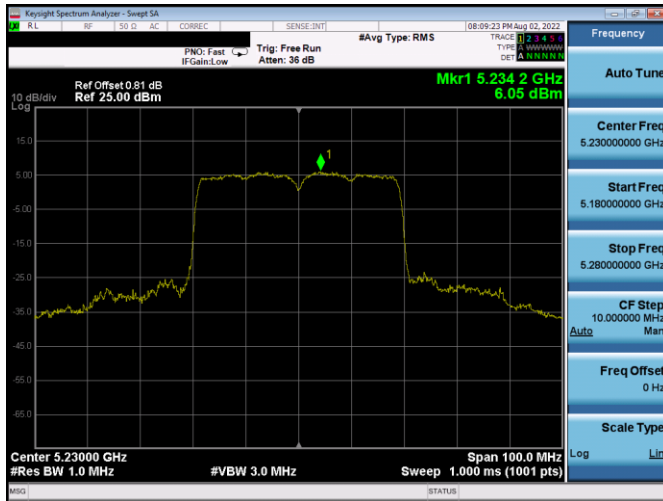 Keysight Spectrum Analyzer - Swept SA
RL RF 50 Ω AC CORREC SENSE:INT 08:09:23 PM Aug 02, 2022
#Avg Type: RMS
TRACE 1 2 3 4 5 6
TYPE A WWWWW
DET A N N N N N
PNO: Fast
IFGain:Low
Trig: Free Run
Atten: 36 dB
Mkr1 5.234 2 GHz
6.05 dBm
Ref Offset 0.81 dB
Ref 25.00 dBm
10 dB/div
Log
15.0
5.00
-5.00
-15.0
-25.0
-35.0
-45.0
-55.0
-65.0
1
Center 5.23000 GHz
#Res BW 1.0 MHz
#VBW 3.0 MHz
Span 100.0 MHz
Sweep 1.000 ms (1001 pts)
MSG
STATUS
Frequency
Auto Tune
Center Freq
5.230000000 GHz
Start Freq
5.180000000 GHz
Stop Freq
5.280000000 GHz
CF Step
10.000000 MHz
Auto Man
Freq Offset
0 Hz
Scale Type
Log Lin